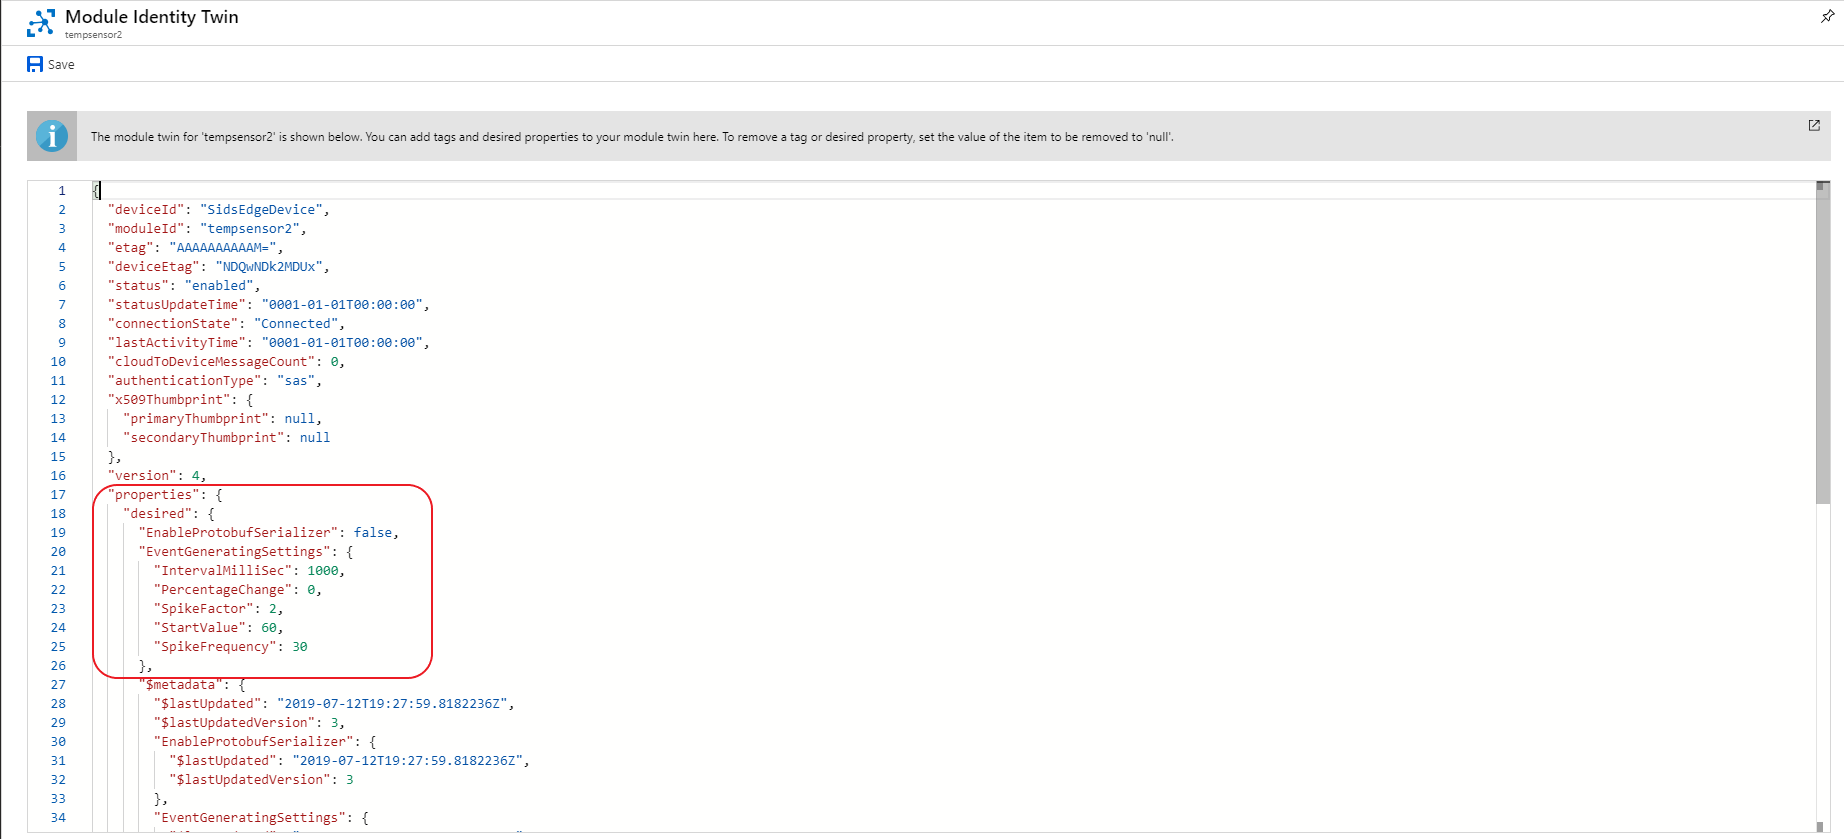 Module Identity Twin
tempsensor2
Save
The module twin for 'tempsensor2' is shown below. You can add tags and desired properties to your module twin here. To remove a tag or desired property, set the value of the item to be removed to 'null'.
1 {
2 "deviceId": "SidsEdgeDevice",
3 "moduleId": "tempsensor2",
4 "etag": "AAAAAAAAAAM=",
5 "deviceEtag": "NDQwNDk2MDUx",
6 "status": "enabled",
7 "statusUpdateTime": "0001-01-01T00:00:00",
8 "connectionState": "Connected",
9 "lastActivityTime": "0001-01-01T00:00:00",
10 "cloudToDeviceMessageCount": 0,
11 "authenticationType": "sas",
12 "x509Thumbprint": {
13 "primaryThumbprint": null,
14 "secondaryThumbprint": null
15 },
16 "version": 4,
17 "properties": {
18 "desired": {
19 "EnableProtobufSerializer": false,
20 "EventGeneratingSettings": {
21 "IntervalMilliSec": 1000,
22 "PercentageChange": 0,
23 "SpikeFactor": 2,
24 "StartValue": 60,
25 "SpikeFrequency": 30
26 },
27 "$metadata": {
28 "$lastUpdated": "2019-07-12T19:27:59.8182236Z",
29 "$lastUpdatedVersion": 3,
30 "EnableProtobufSerializer": {
31 "$lastUpdated": "2019-07-12T19:27:59.8182236Z",
32 "$lastUpdatedVersion": 3
33 },
34 "EventGeneratingSettings": {